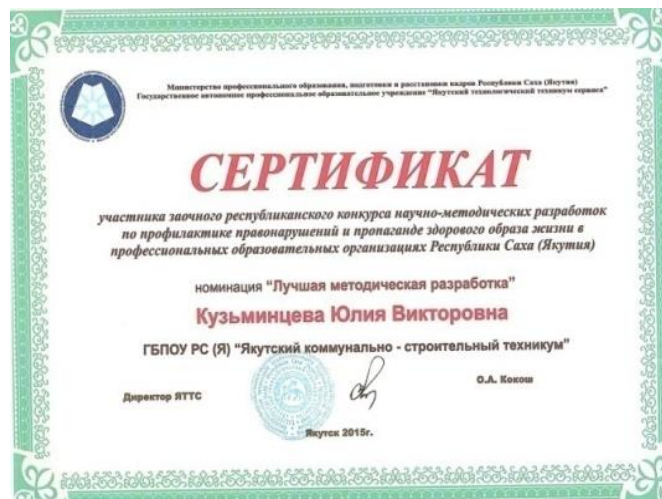 Министерство профессионального образования, подготовки и расстановки кадров Республики Саха (Якутия)
Государственное автономное профессиональное образовательное учреждение "Якутский технологический техникум сервиса"
СЕРТИФИКАТ
участника заочного республиканского конкурса научно-методических разработок
по профилактике правонарушений и пропаганде здорового образа жизни в
профессиональных образовательных организациях Республики Саха (Якутия)
номинация "Лучшая методическая разработка"
Кузьминцева Юлия Викторовна
ГБПОУ РС (Я) "Якутский коммунально - строительный техникум"
Директор ЯТТС
О.А. Кокош
Якутск 2015г.